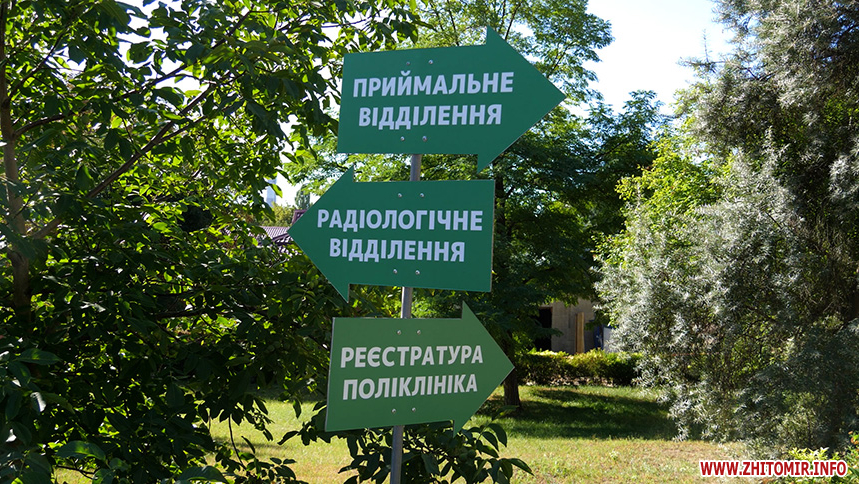 ПРИЙМАЛЬНЕ
ВІДДІЛЕННЯ
РАДІОЛОГІЧНЕ
ВІДДІЛЕННЯ
РЕЄСТРАТУРА
ПОЛІКЛІНІКА
WWW.ZHITOMIR.INFO